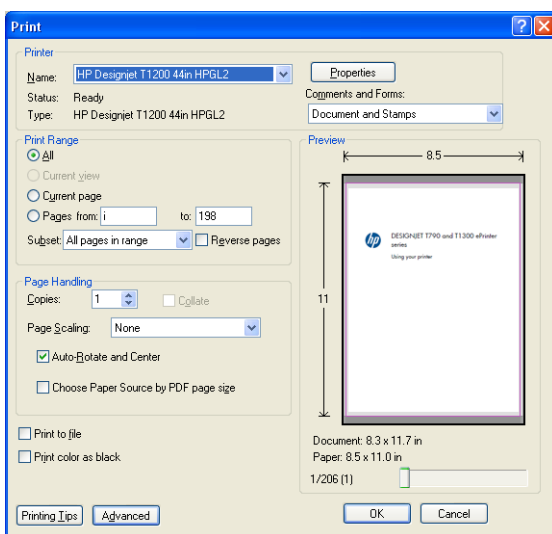 Print
Printer
Name: HP Designjet T1200 44in HPGL2
Properties
Status: Ready
Comments and Forms:
Type: HP Designjet T1200 44in HPGL2
Document and Stamps
Print Range
Preview
All
8.5
Current view
Current page
Pages from: i to: 198
Subset: All pages in range Reverse pages
hp DESIGNJET T790 and T1300 ePrinter
series
Using your printer
Page Handling
Copies: 1 Collate
11
Page Scaling: None
Auto-Rotate and Center
Choose Paper Source by PDF page size
Print to file
Print color as black
Document: 8.3 x 11.7 in
Paper: 8.5 x 11.0 in
1/206 (1)
Printing Tips Advanced OK Cancel